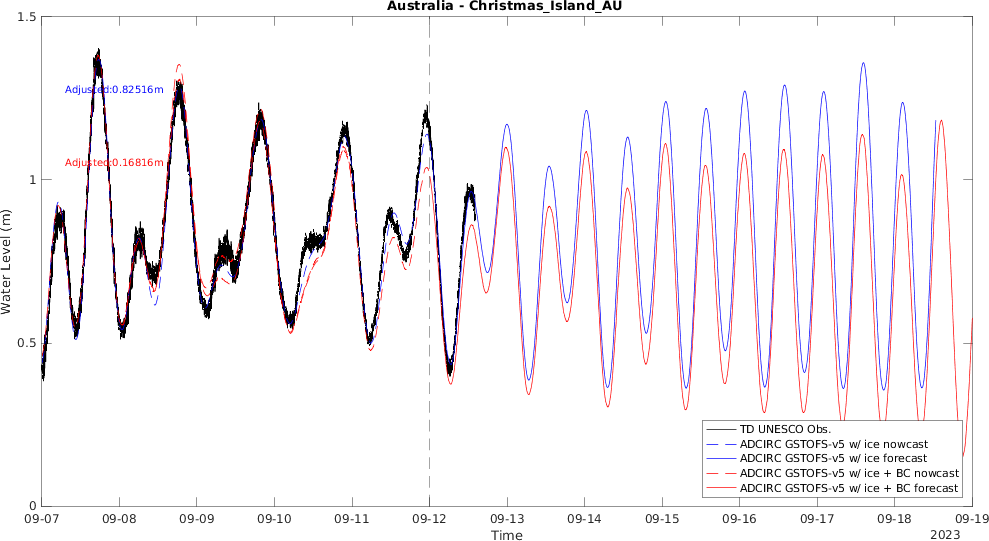 Australia - Christmas_Island_AU
1.5
Adjusted:0.82516m
Adjusted:0.16816m
1
Water Level (m)
0.5
TD UNESCO Obs.
ADCIRC GSTOFS-v5 w/ ice nowcast
ADCIRC GSTOFS-v5 w/ ice forecast
ADCIRC GSTOFS-v5 w/ ice + BC nowcast
ADCIRC GSTOFS-v5 w/ ice + BC forecast
0
09-07 09-08 09-09 09-10 09-11 09-12 09-13 09-14 09-15 09-16 09-17 09-18 09-19
Time
2023